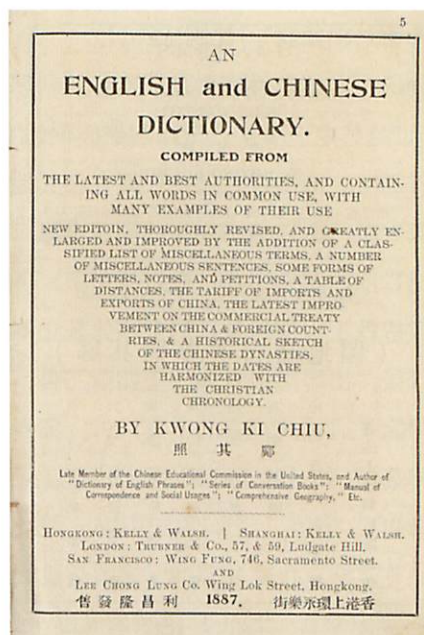 5
AN
ENGLISH and CHINESE
DICTIONARY.
COMPILED FROM
THE LATEST AND BEST AUTHORITIES, AND CONTAIN-
ING ALL WORDS IN COMMON USE, WITH
MANY EXAMPLES OF THEIR USE
NEW EDITOIN, THOROUGHLY REVISED, AND GREATLY EN-
LARGED AND IMPROVED BY THE ADDITION OF A CLAS-
SIFIED LIST OF MISCELLANEOUS TERMS, A NUMBER
OF MISCELLANEOUS SENTENCES, SOME FORMS OF
LETTERS, NOTES, AND PETITIONS, A TABLE OF
DISTANCES, THE TARIFF OF IMPORTS AND
EXPORTS OF CHINA, THE LATEST IMPRO-
VEMENT ON THE COMMERCIAL TREATY
BETWEEN CHINA & FOREIGN COUNT-
RIES, & A HISTORICAL SKETCH
OF THE CHINESE DYNASTIES,
IN WHICH THE DATES ARE
HARMONIZED WITH
THE CHRISTIAN
CHRONOLOGY.
BY KWONG KI CHIU,
照 其 鄺
Late Member of the Chinese Educational Commission in the United States, and Author of
"Dictionary of English Phrases"; "Series of Conversation Books"; "Manual of
Correspondence and Social Usages"; "Comprehensive Geography," Etc.
HONGKONG: KELLY & WALSH. | SHANGHAI: KELLY & WALSH.
LONDON: TRUBNER & Co., 57, & 59, Ludgate Hill.
SAN FRANCISCO: WING FUNG, 746, Sacramento Street.
AND
LEE CHONG LUNG Co. Wing Lok Street, Hongkong.
售發隆昌利 1887. 街樂永環上港香